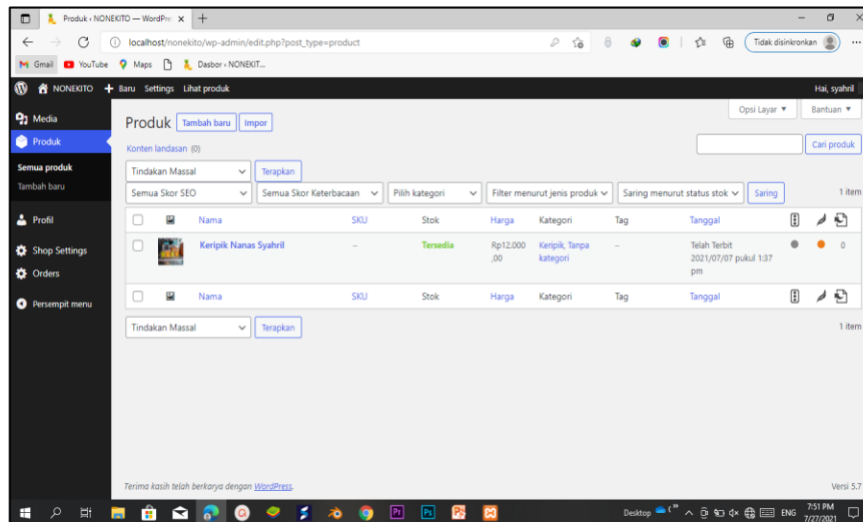 Produk ‹ NONEKITO — WordPre
localhost/nonekito/wp-admin/edit.php?post_type=product
Tidak disinkronkan
Gmail YouTube Maps Dasbor ‹ NONEKIT...
NONEKITO + Baru Settings Lihat produk Hai, syahril
Opsi Layar ▼ Bantuan ▼
Media
Produk
Semua produk
Tambah baru
Profil
Shop Settings
Orders
Persempit menu
Produk Tambah baru Impor
Konten landasan (0)
Cari produk
Tindakan Massal Terapkan
Semua Skor SEO Semua Skor Keterbacaan Pilih kategori Filter menurut jenis produk Saring menurut status stok Saring 1 item
Nama SKU Stok Harga Kategori Tag Tanggal
Keripik Nanas Syahril – Tersedia Rp12.000 Keripik, Tanpa – Telah Terbit 0
,00 kategori 2021/07/07 pukul 1:37
pm
Nama SKU Stok Harga Kategori Tag Tanggal
Tindakan Massal Terapkan 1 item
Terima kasih telah berkarya dengan WordPress. Versi 5.7
Desktop ENG 7:51 PM
7/27/2021